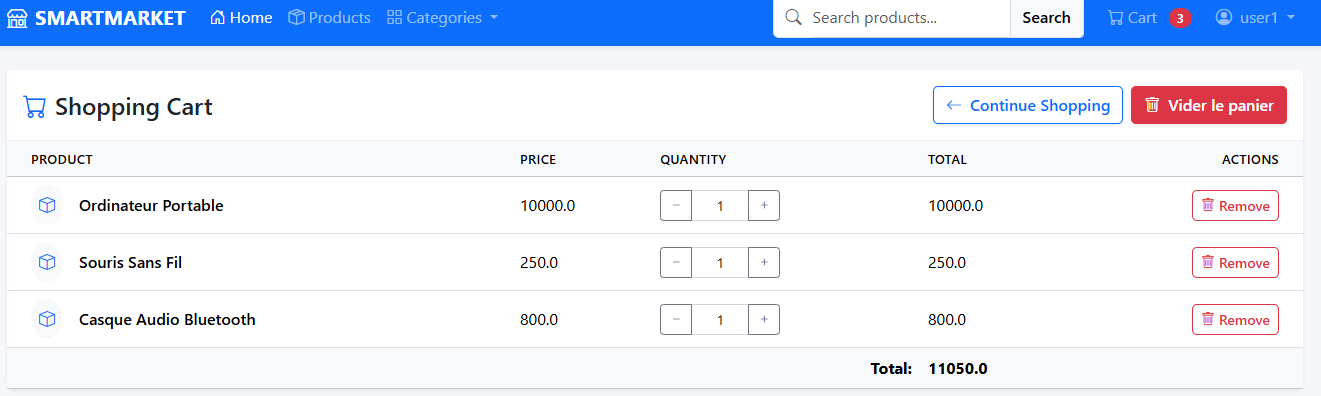 SMARTMARKET Home Products Categories Search products... Search Cart 3 user1
Shopping Cart Continue Shopping Vider le panier
PRODUCT PRICE QUANTITY TOTAL ACTIONS
Ordinateur Portable 10000.0 − 1 + 10000.0 Remove
Souris Sans Fil 250.0 − 1 + 250.0 Remove
Casque Audio Bluetooth 800.0 − 1 + 800.0 Remove
Total: 11050.0